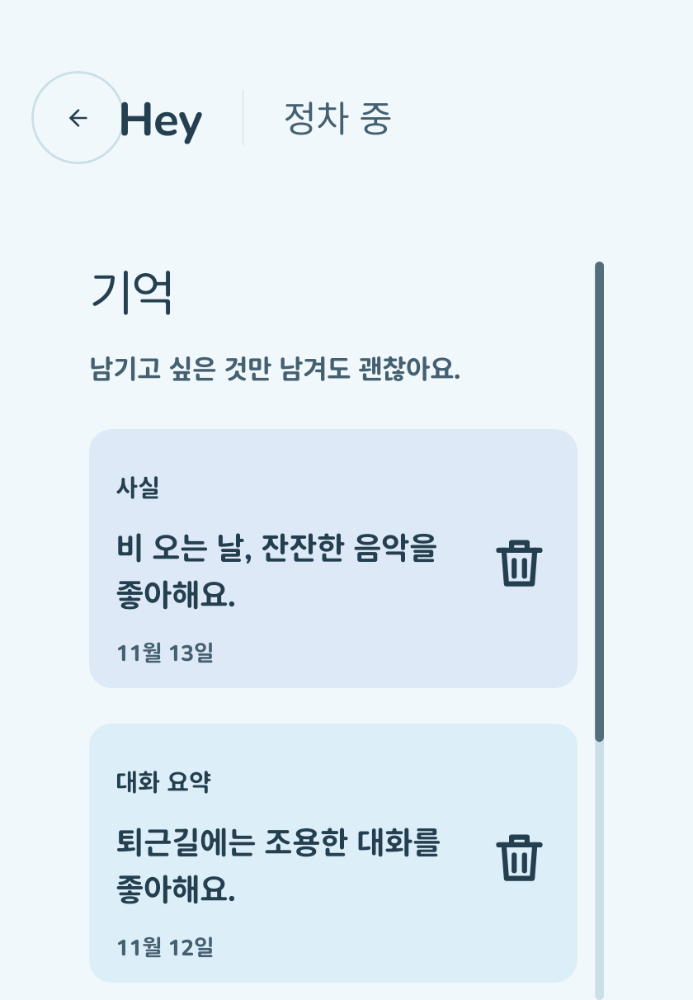 Hey 정차 중
기억
남기고 싶은 것만 남겨도 괜찮아요.
사실
비 오는 날, 잔잔한 음악을
좋아해요.
11월 13일
대화 요약
퇴근길에는 조용한 대화를
좋아해요.
11월 12일